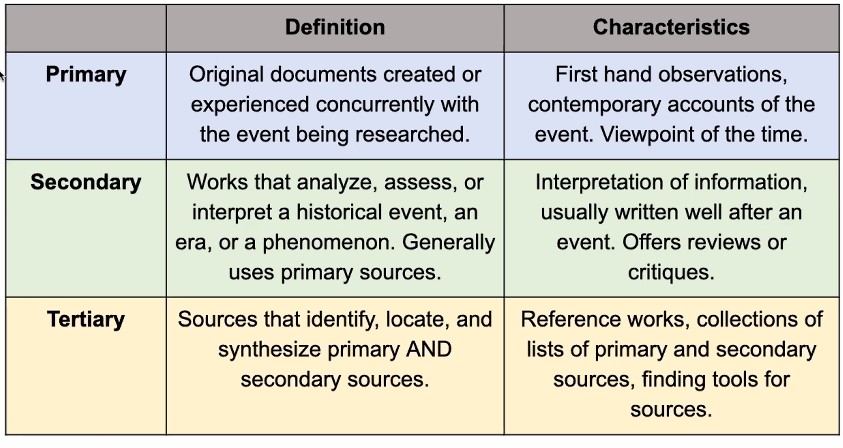 Definition
Characteristics
Primary
Original documents created or
experienced concurrently with
the event being researched.
First hand observations,
contemporary accounts of the
event. Viewpoint of the time.
Secondary
Works that analyze, assess, or
interpret a historical event, an
era, or a phenomenon. Generally
uses primary sources.
Interpretation of information,
usually written well after an
event. Offers reviews or
critiques.
Tertiary
Sources that identify, locate, and
synthesize primary AND
secondary sources.
Reference works, collections of
lists of primary and secondary
sources, finding tools for
sources.